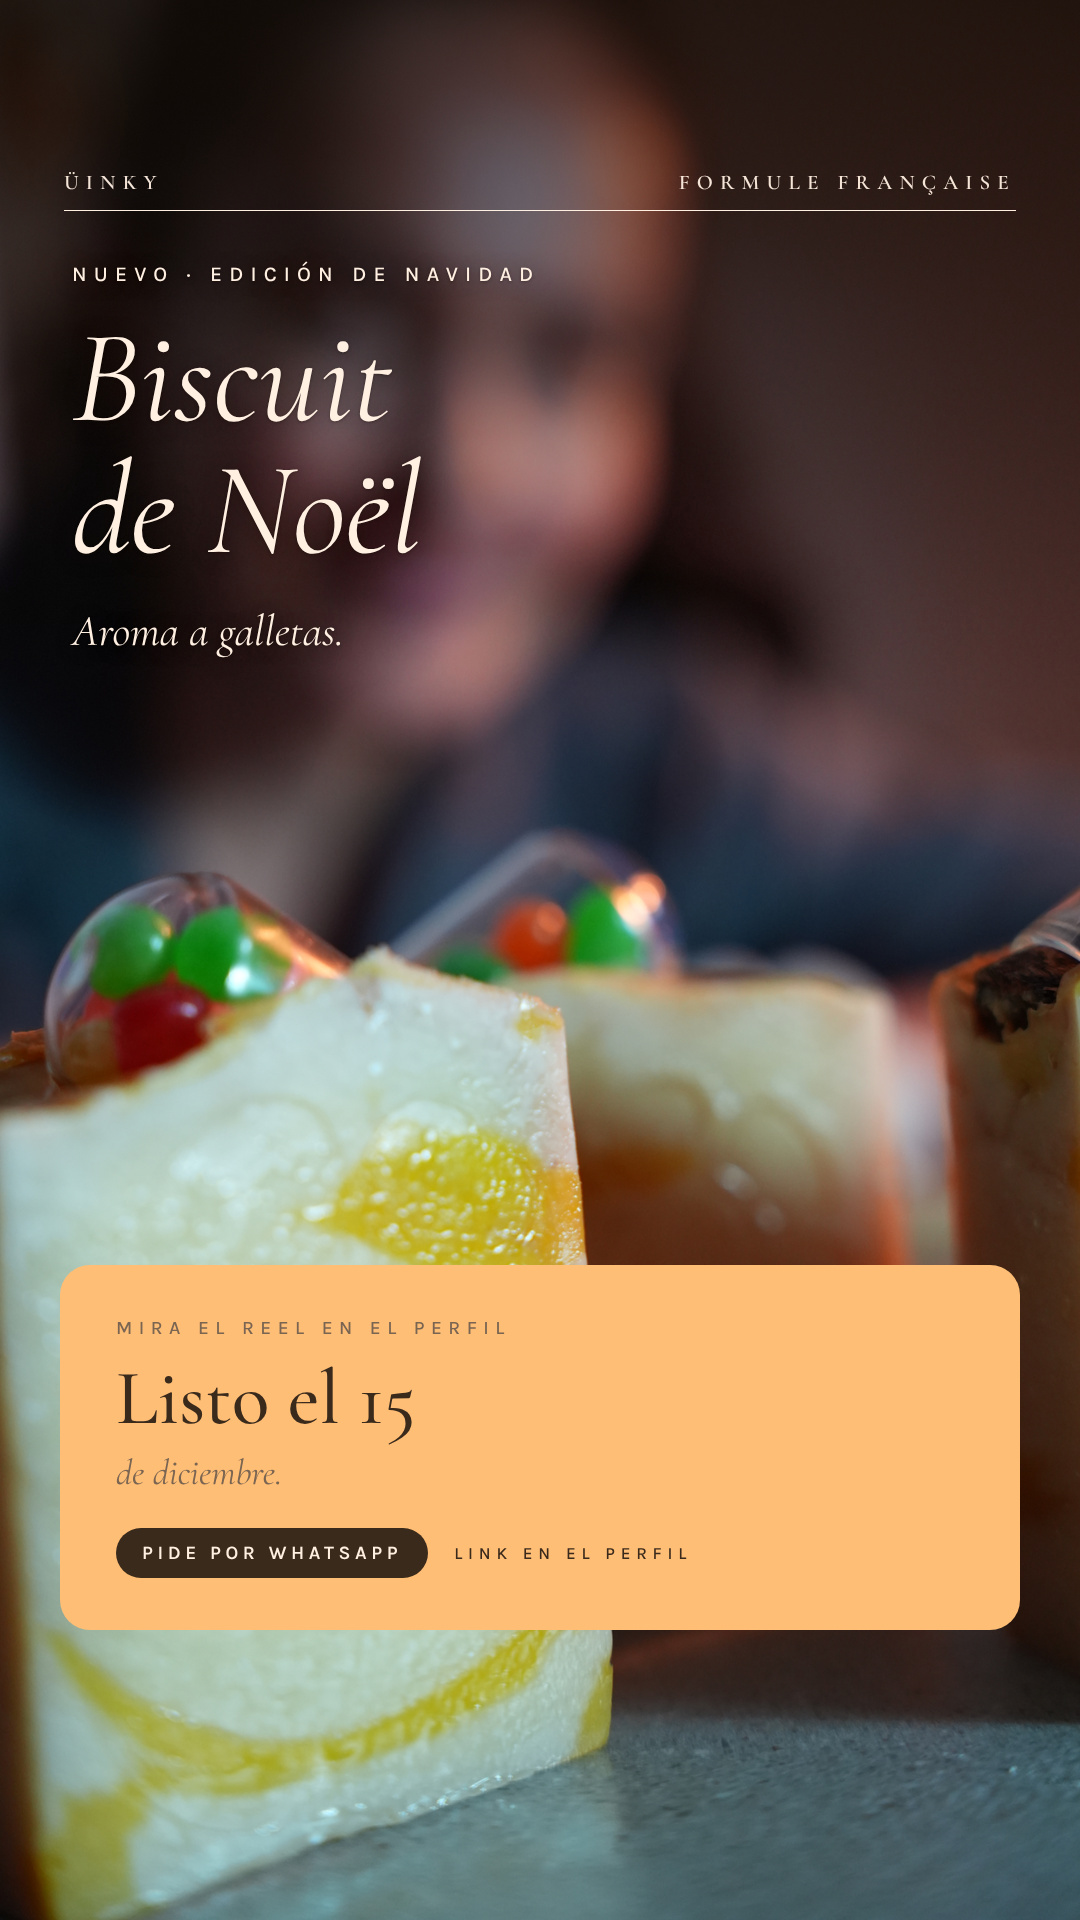 ÜINKY
FORMULE FRANÇAISE
NUEVO · EDICIÓN DE NAVIDAD
Biscuit
de Noël
Aroma a galletas.
MIRA EL REEL EN EL PERFIL
Listo el 15
de diciembre.
PIDE POR WHATSAPP
LINK EN EL PERFIL